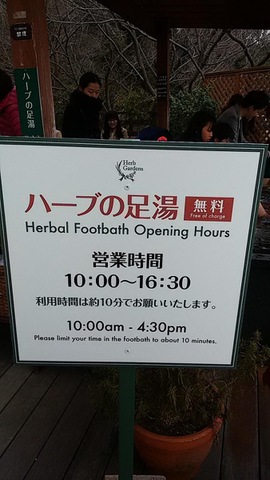 禁煙
ハーブの足湯
Herb
Gardens
ハーブの足湯 無料
Free of charge
Herbal Footbath Opening Hours
営業時間
10:00〜16:30
利用時間は約10分でお願いいたします。
10:00am - 4:30pm
Please limit your time in the footbath to about 10 minutes.